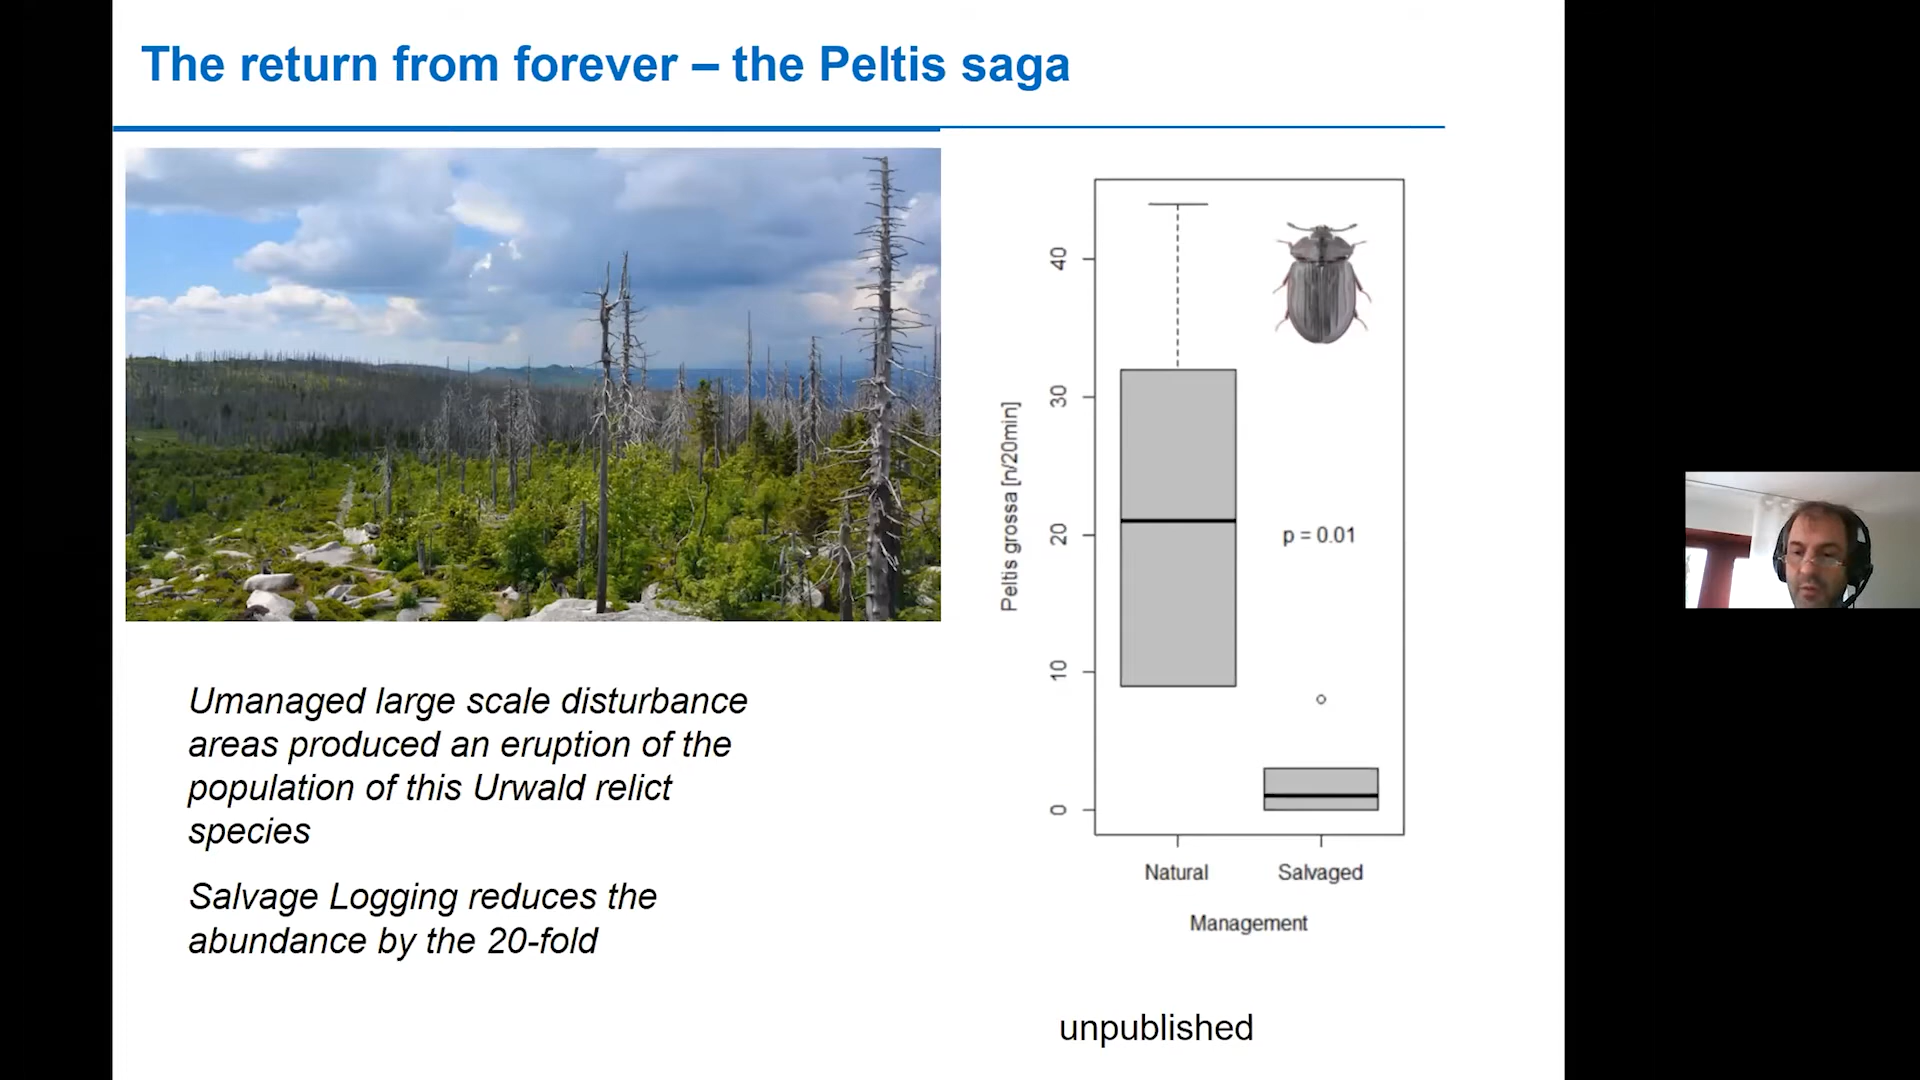 The return from forever – the Peltis saga
Umanaged large scale disturbance
areas produced an eruption of the
population of this Urwald relict
species
Salvage Logging reduces the
abundance by the 20-fold
Peltis grossa [n/20min]
40
30
20
10
0
p = 0.01
Natural
Salvaged
Management
unpublished